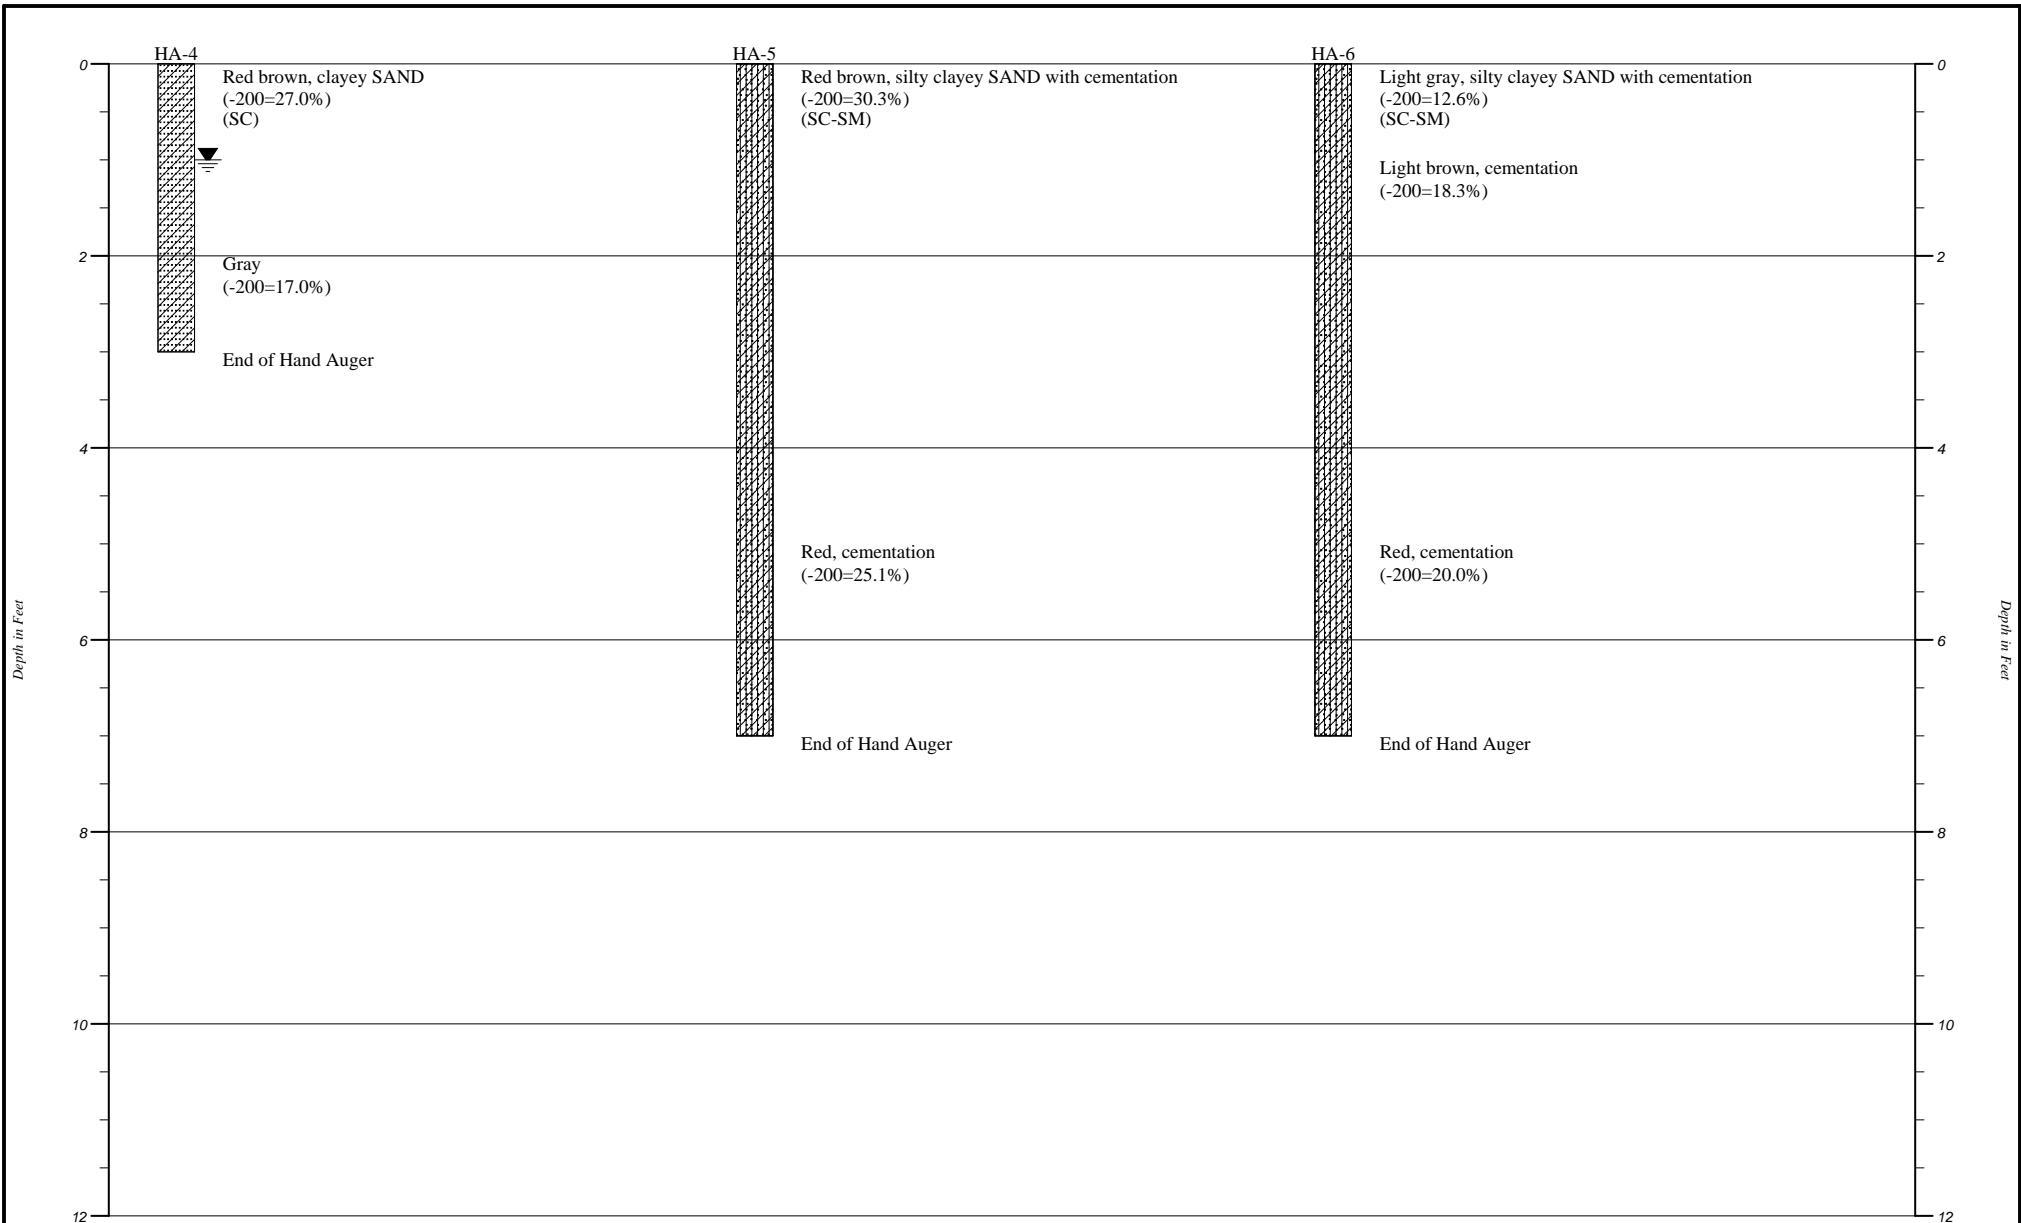 HA-4
HA-5
HA-6
0
0
Red brown, clayey SAND
(-200=27.0%)
(SC)
Red brown, silty clayey SAND with cementation
(-200=30.3%)
(SC-SM)
Light gray, silty clayey SAND with cementation
(-200=12.6%)
(SC-SM)
Light brown, cementation
(-200=18.3%)
2
2
Gray
(-200=17.0%)
End of Hand Auger
4
4
Red, cementation
(-200=25.1%)
Red, cementation
(-200=20.0%)
Depth in Feet
Depth in Feet
6
6
End of Hand Auger
End of Hand Auger
8
8
10
10
12
12